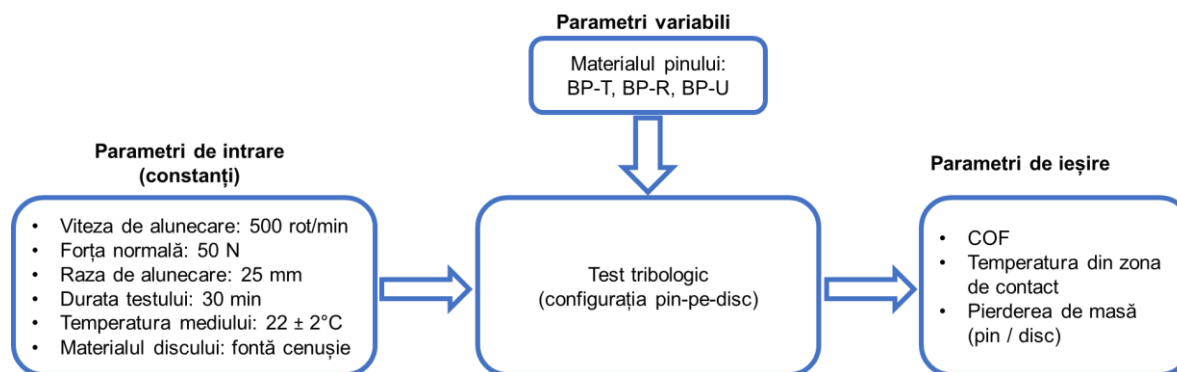 Parametri variabili
Materialul pinului:
BP-T, BP-R, BP-U
Parametri de intrare
(constanți)
• Viteza de alunecare: 500 rot/min
• Forța normală: 50 N
• Raza de alunecare: 25 mm
• Durata testului: 30 min
• Temperatura mediului: 22 ± 2°C
• Materialul discului: fontă cenușie
Test tribologic
(configurația pin-pe-disc)
Parametri de ieșire
• COF
• Temperatura din zona
de contact
• Pierderea de masă
(pin / disc)